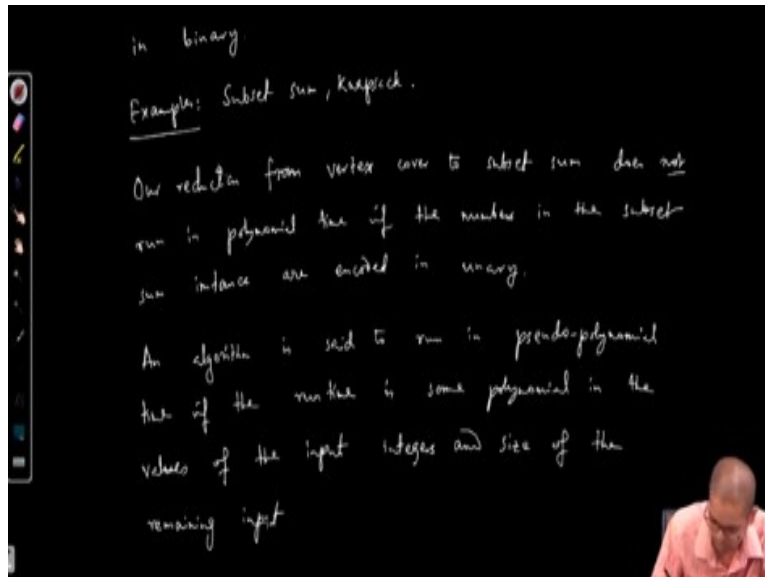 in binary.
Example: Subset sum, Knapsack.
Our reduction from vertex cover to subset sum does not
run in polynomial time if the numbers in the subset
sum instance are encoded in unary.
An algorithm is said to run in pseudo-polynomial
time if the run time is some polynomial in the
values of the input integers and size of the
remaining input